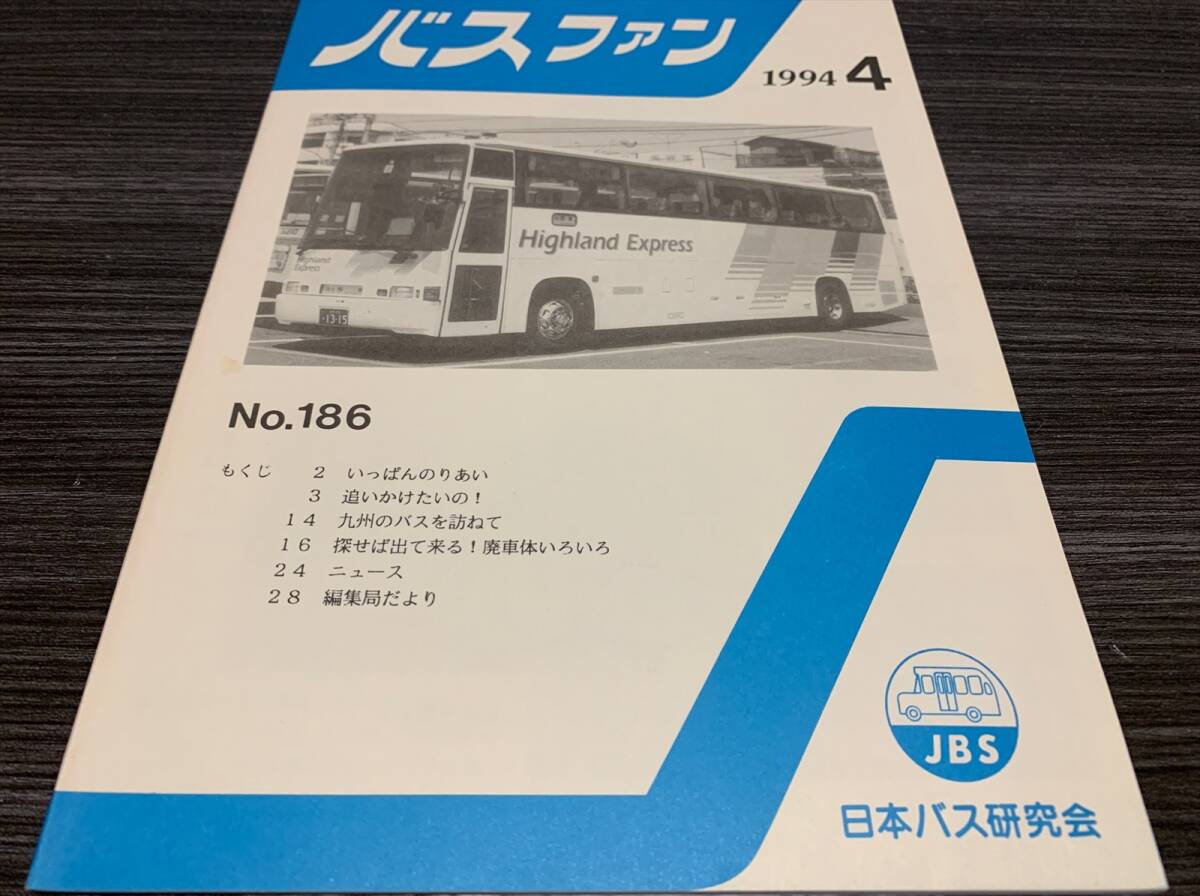 バスファン
1994 4
Highland Express
Highland
Express
-1315
No.186
もくじ 2 いっぱんのりあい
3 追いかけたいの！
14 九州のバスを訪ねて
16 探せば出て来る！廃車体いろいろ
24 ニュース
28 編集局だより
JBS
日本バス研究会